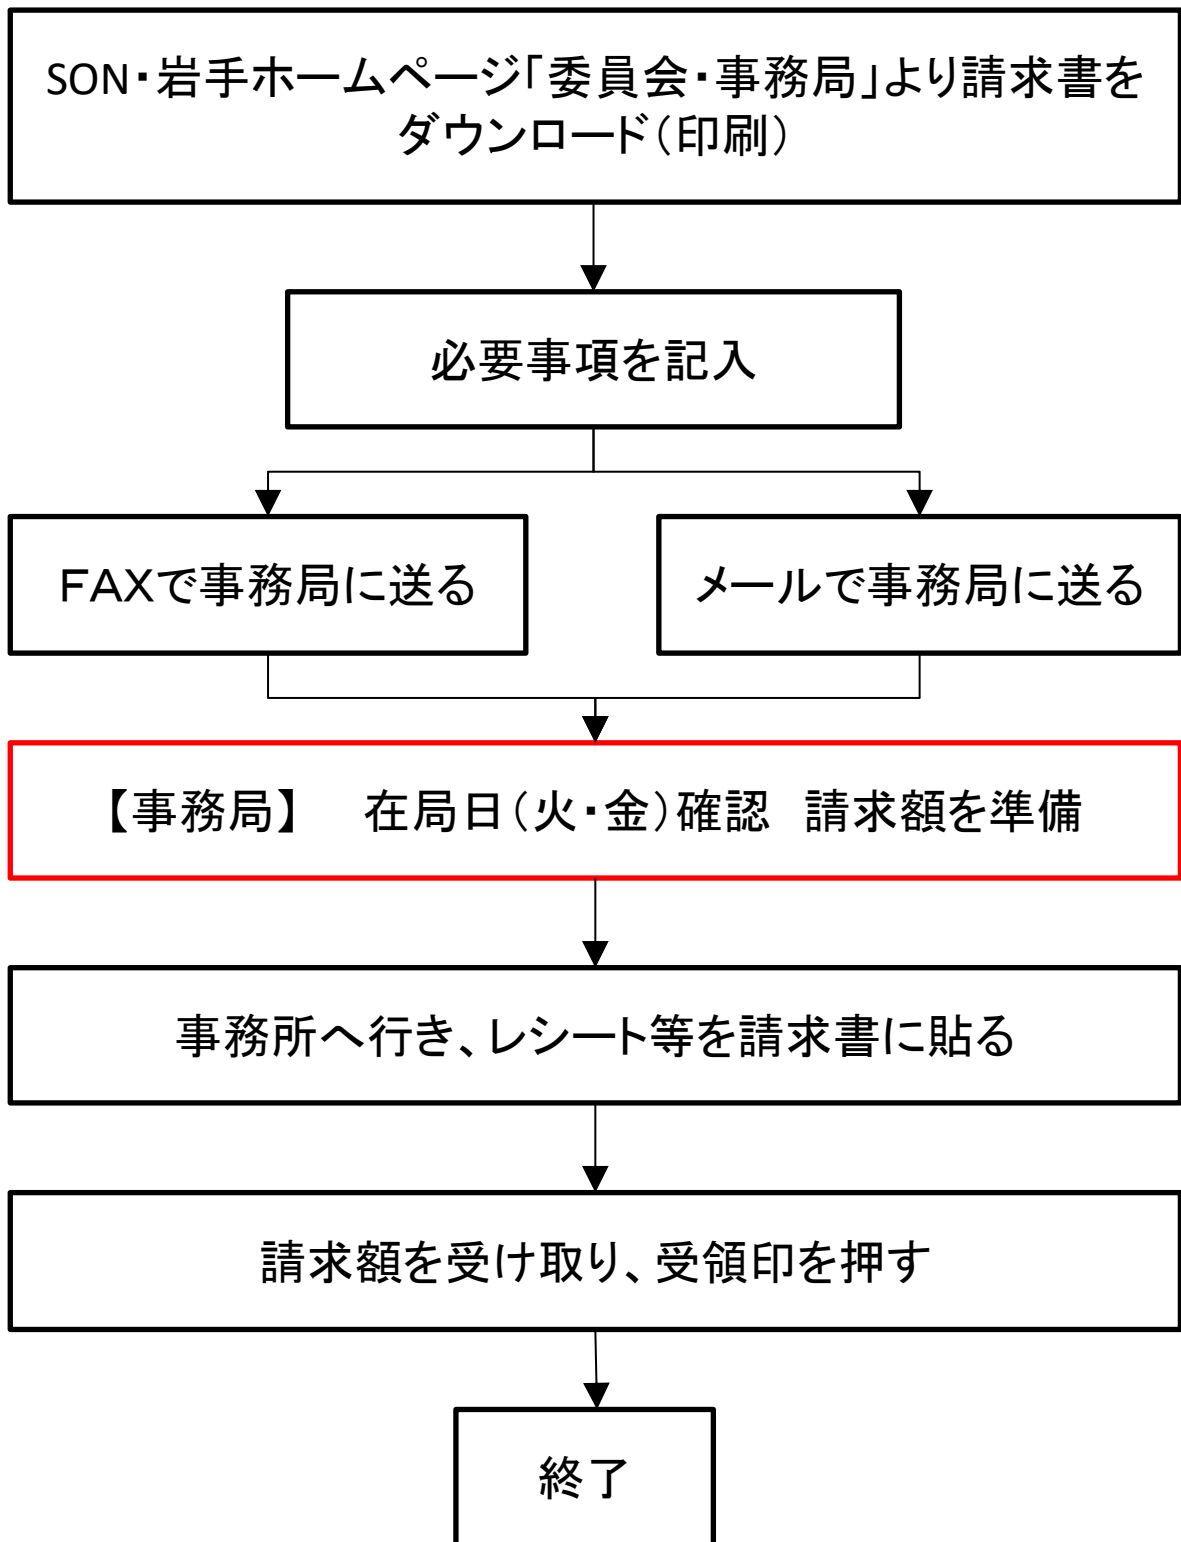 SON・岩手ホームページ「委員会・事務局」より請求書を
ダウンロード（印刷）
必要事項を記入
ＦＡＸで事務局に送る
メールで事務局に送る
【事務局】　在局日（火・金）確認　請求額を準備
事務所へ行き、レシート等を請求書に貼る
請求額を受け取り、受領印を押す
終了